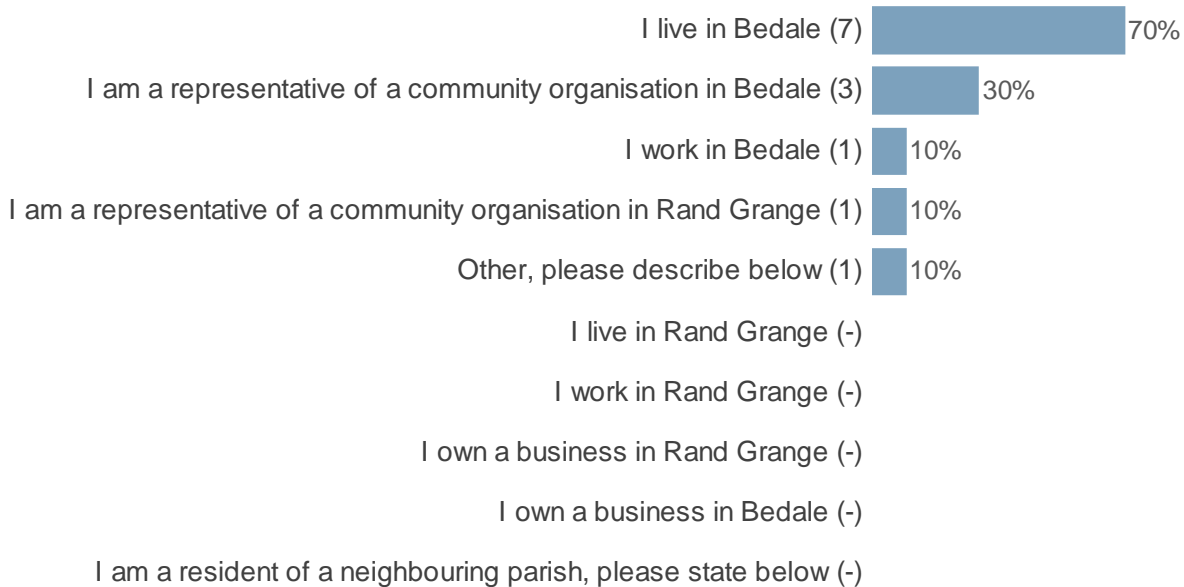 I live in Bedale (7) 70%
I am a representative of a community organisation in Bedale (3) 30%
I work in Bedale (1) 10%
I am a representative of a community organisation in Rand Grange (1) 10%
Other, please describe below (1) 10%
I live in Rand Grange (-)
I work in Rand Grange (-)
I own a business in Rand Grange (-)
I own a business in Bedale (-)
I am a resident of a neighbouring parish, please state below (-)